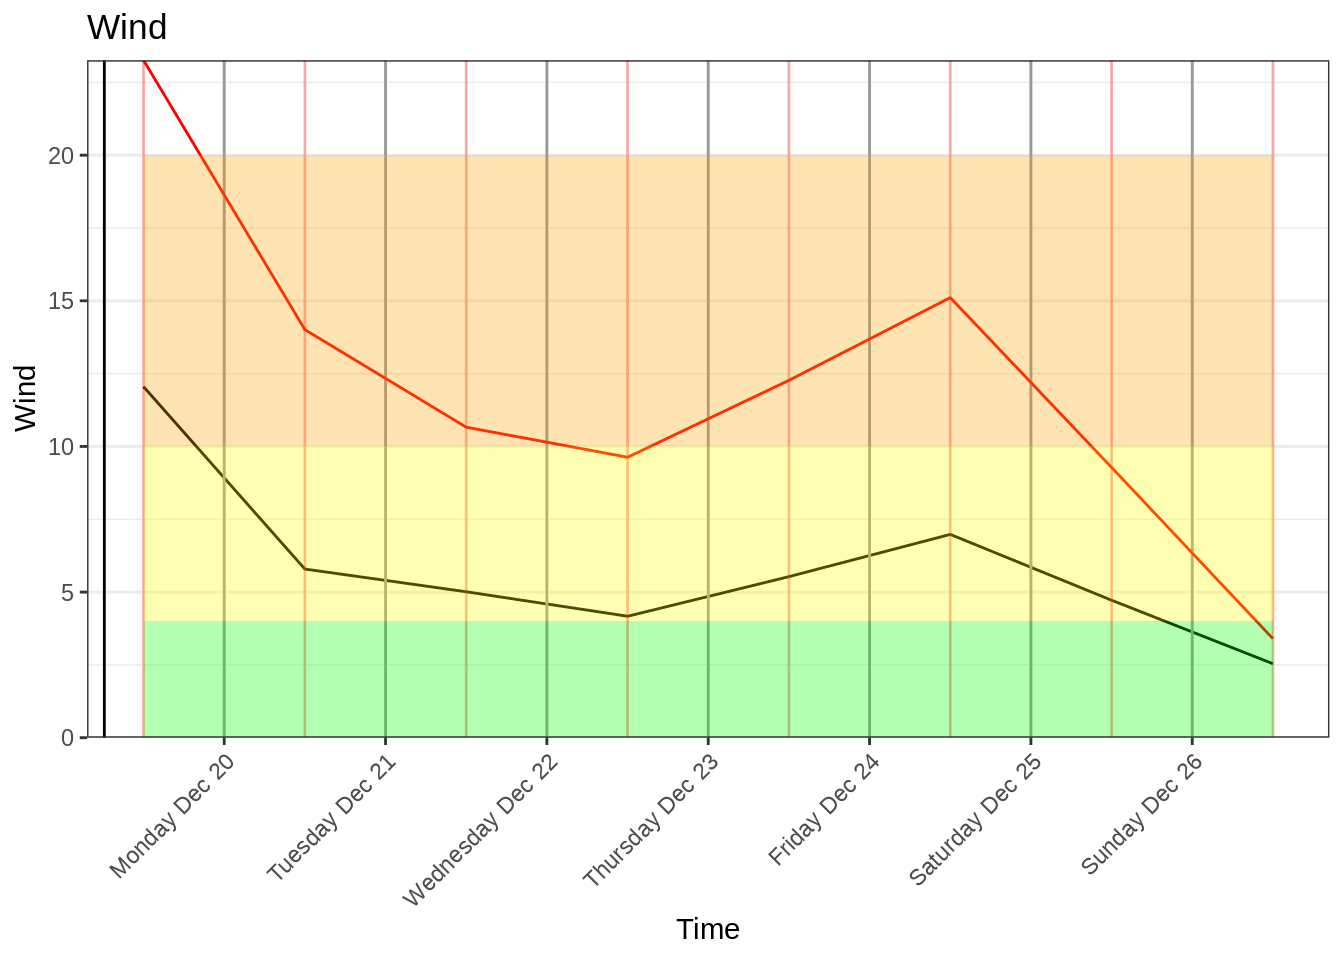 Wind
Wind
20
15
10
5
0
Monday Dec 20
Tuesday Dec 21
Wednesday Dec 22
Thursday Dec 23
Friday Dec 24
Saturday Dec 25
Sunday Dec 26
Time